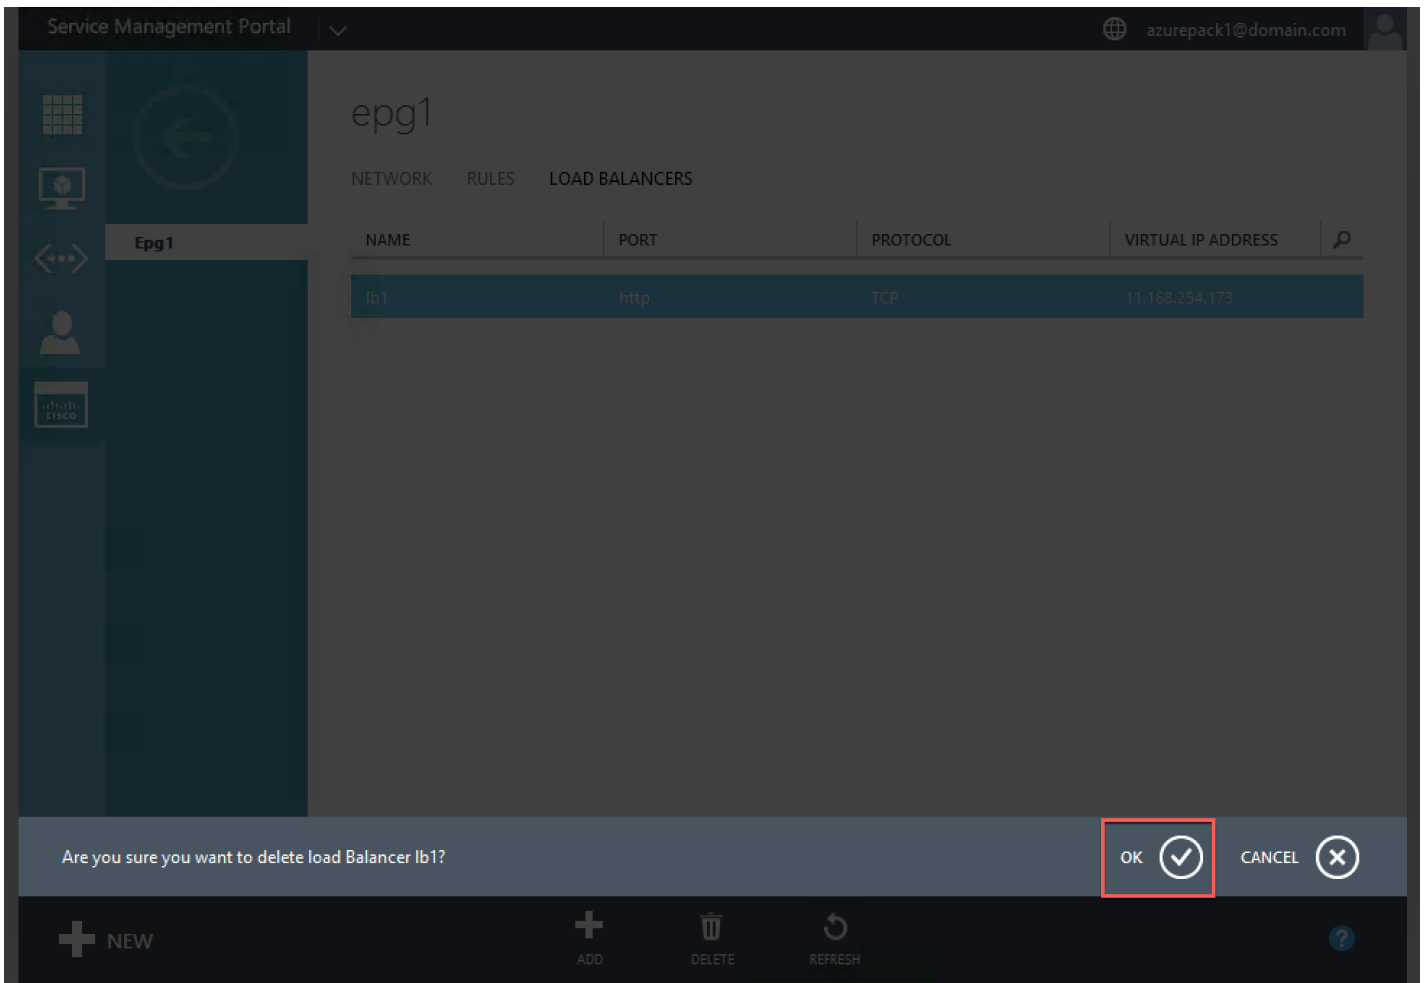 Service Management Portal
azurepack1@domain.com
epg1
NETWORK RULES LOAD BALANCERS
Epg1
NAME PORT PROTOCOL VIRTUAL IP ADDRESS
lb1 http TCP 11.168.254.173
cisco
Are you sure you want to delete load Balancer lb1?
OK CANCEL
NEW
ADD DELETE REFRESH
?